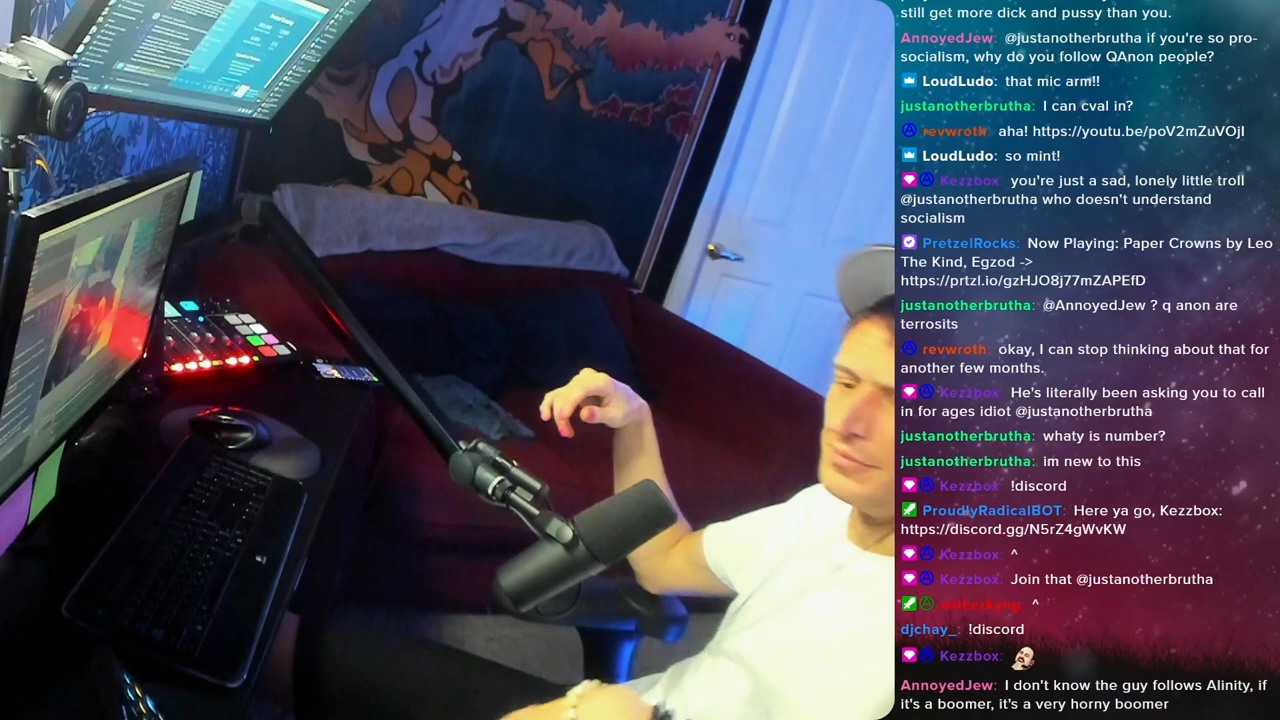 still get more dick and pussy than you.
AnnoyedJew: @justanotherbrutha if you're so pro-
socialism, why do you follow QAnon people?
LoudLudo: that mic arm!!
justanotherbrutha: I can cval in?
revwroth: aha! https://youtu.be/poV2mZuVOjI
LoudLudo: so mint!
Kezzbox: you're just a sad, lonely little troll
@justanotherbrutha who doesn't understand
socialism
PretzelRocks: Now Playing: Paper Crowns by Leo
The Kind, Egzod ->
https://prtzl.io/gzHJO8j77mZAPEfD
justanotherbrutha: @AnnoyedJew ? q anon are
terrosits
revwroth: okay, I can stop thinking about that for
another few months.
Kezzbox: He's literally been asking you to call
in for ages idiot @justanotherbrutha
justanotherbrutha: whaty is number?
justanotherbrutha: im new to this
Kezzbox: !discord
ProudlyRadicalBOT: Here ya go, Kezzbox:
https://discord.gg/N5rZ4gWvKW
Kezzbox: ^
Kezzbox: Join that @justanotherbrutha
witherkyng: ^
djchay_: !discord
Kezzbox:
AnnoyedJew: I don't know the guy follows Alinity, if
it's a boomer, it's a very horny boomer